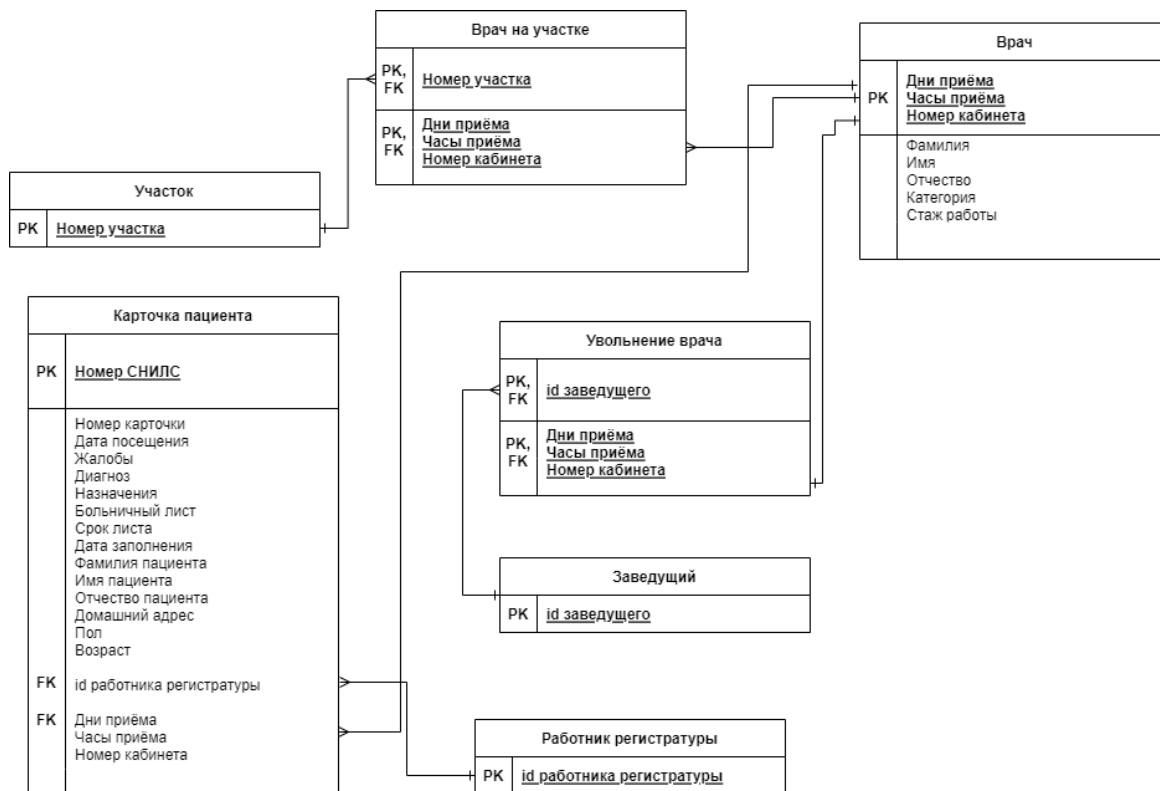 Врач на участке
PK,
FK
Номер участка
PK,
FK
Дни приёма
Часы приёма
Номер кабинета
Врач
PK
Дни приёма
Часы приёма
Номер кабинета
Фамилия
Имя
Отчество
Категория
Стаж работы
Участок
PK
Номер участка
Карточка пациента
PK
Номер СНИЛС
Номер карточки
Дата посещения
Жалобы
Диагноз
Назначения
Больничный лист
Срок листа
Дата заполнения
Фамилия пациента
Имя пациента
Отчество пациента
Домашний адрес
Пол
Возраст
FK
id работника регистратуры
FK
Дни приёма
Часы приёма
Номер кабинета
Увольнение врача
PK,
FK
id заведущего
PK,
FK
Дни приёма
Часы приёма
Номер кабинета
Заведущий
PK
id заведущего
Работник регистратуры
PK
id работника регистратуры